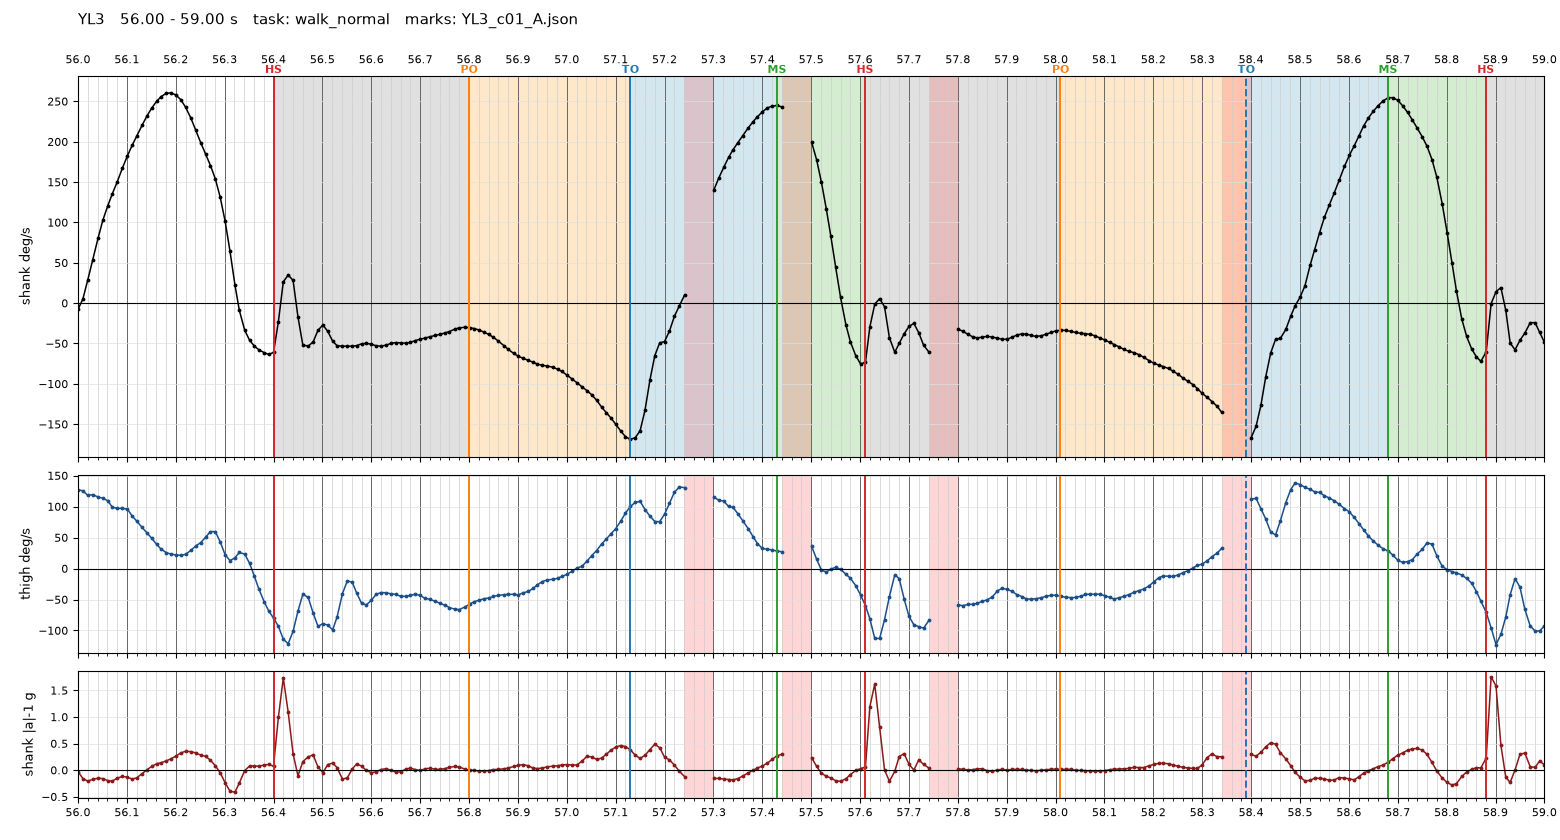 YL3   56.00 - 59.00 s   task: walk_normal   marks: YL3_c01_A.json
56.0 56.1 56.2 56.3 56.4 56.5 56.6 56.7 56.8 56.9 57.0 57.1 57.2 57.3 57.4 57.5 57.6 57.7 57.8 57.9 58.0 58.1 58.2 58.3 58.4 58.5 58.6 58.7 58.8 58.9 59.0
HS PO TO MS HS PO TO MS HS
shank deg/s
250
200
150
100
50
0
−50
−100
−150
thigh deg/s
150
100
50
0
−50
−100
shank |a|-1 g
1.5
1.0
0.5
0.0
−0.5
56.0 56.1 56.2 56.3 56.4 56.5 56.6 56.7 56.8 56.9 57.0 57.1 57.2 57.3 57.4 57.5 57.6 57.7 57.8 57.9 58.0 58.1 58.2 58.3 58.4 58.5 58.6 58.7 58.8 58.9 59.0